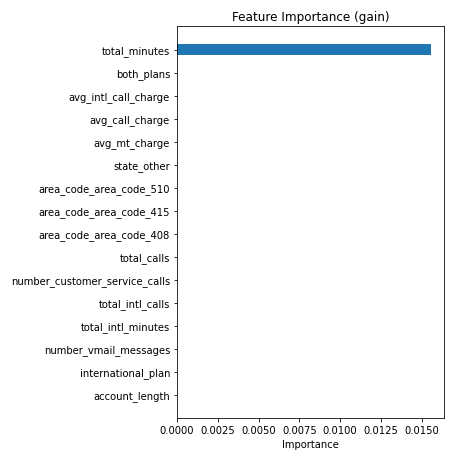 Feature Importance (gain)
total_minutes
both_plans
avg_intl_call_charge
avg_call_charge
avg_mt_charge
state_other
area_code_area_code_510
area_code_area_code_415
area_code_area_code_408
total_calls
number_customer_service_calls
total_intl_calls
total_intl_minutes
number_vmail_messages
international_plan
account_length
0.0000 0.0025 0.0050 0.0075 0.0100 0.0125 0.0150
Importance